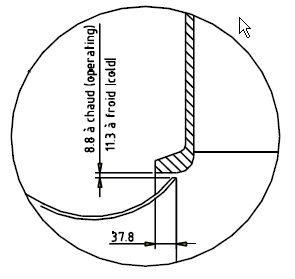 8.8 à chaud (operating)
11.3 à froid (cold)
37.8